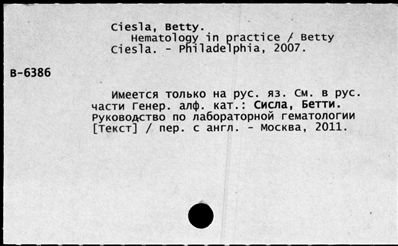 Ciesla, Betty.
Hematology in practice / Betty
Ciesla. - Philadelphia, 2007.
B-6386
Имеется только на рус. яз. См. в рус.
части Генер. алф. кат.: Сисла, Бетти.
Руководство по лабораторной гематологии
[Текст] / пер. с англ. - Москва, 2011.